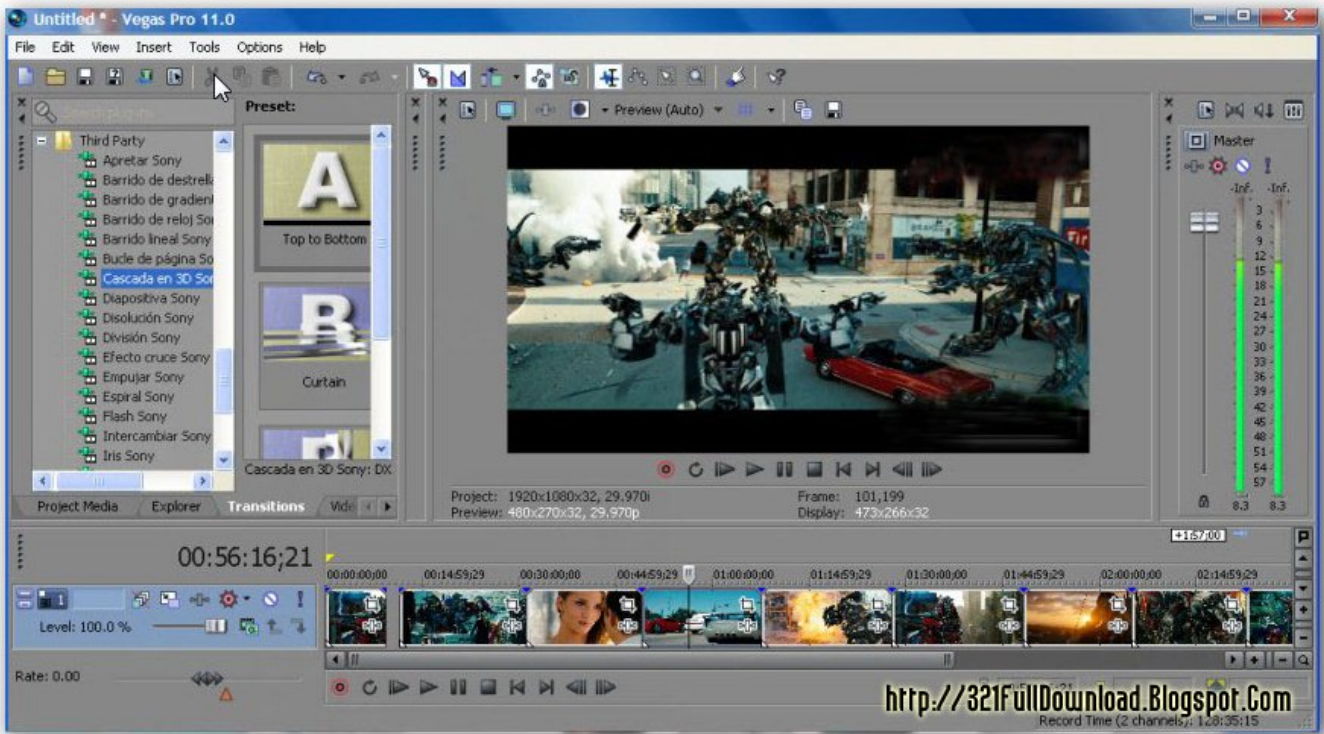 Untitled * - Vegas Pro 11.0
File Edit View Insert Tools Options Help
Preset:
Third Party
Apretar Sony
Barrido de destrella
Barrido de gradient
Barrido de reloj So
Barrido lineal Sony
Bucle de página So
Cascada en 3D Son
Diapositiva Sony
Disolución Sony
División Sony
Efecto cruce Sony
Empujar Sony
Espiral Sony
Flash Sony
Intercambiar Sony
Iris Sony
Top to Bottom
Curtain
Cascada en 3D Sony: DX
Project Media Explorer Transitions Vide
Preview (Auto)
Project: 1920x1080x32, 29.970i
Preview: 480x270x32, 29.970p
Frame: 101,199
Display: 473x266x32
Master
-Inf. -Inf.
3
6
9
12
15
18
21
24
27
30
33
36
39
42
45
48
51
54
57
8.3 8.3
+1:57;00
00:56:16;21
00:00:00;00 00:14:59;29 00:30:00;00 00:44:59;29 01:00:00;00 01:14:59;29 01:30:00;00 01:44:59;29 02:00:00;00 02:14:59;29
1
Level: 100.0 %
Rate: 0.00
http://321FullDownload.Blogspot.Com
Record Time (2 channels): 128:35:15